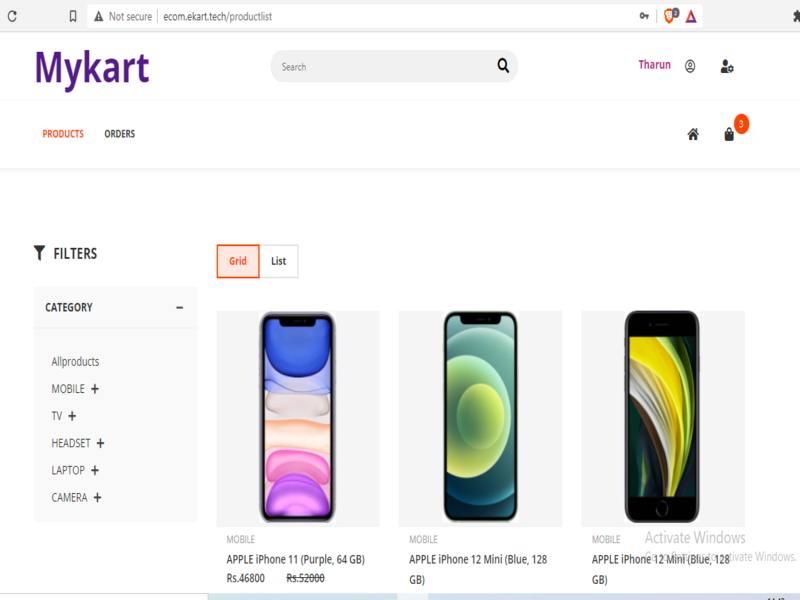 Not secure | ecom.ekart.tech/productlist
2
Mykart
Search
Tharun
PRODUCTS ORDERS
3
FILTERS
Grid List
CATEGORY −
Allproducts
MOBILE +
TV +
HEADSET +
LAPTOP +
CAMERA +
MOBILE MOBILE MOBILE
Activate Windows
APPLE iPhone 11 (Purple, 64 GB) APPLE iPhone 12 Mini (Blue, 128 APPLE iPhone 12 Mini (Blue, 128
Go to Settings to activate Windows.
Rs.46800 Rs.52000 GB) GB)